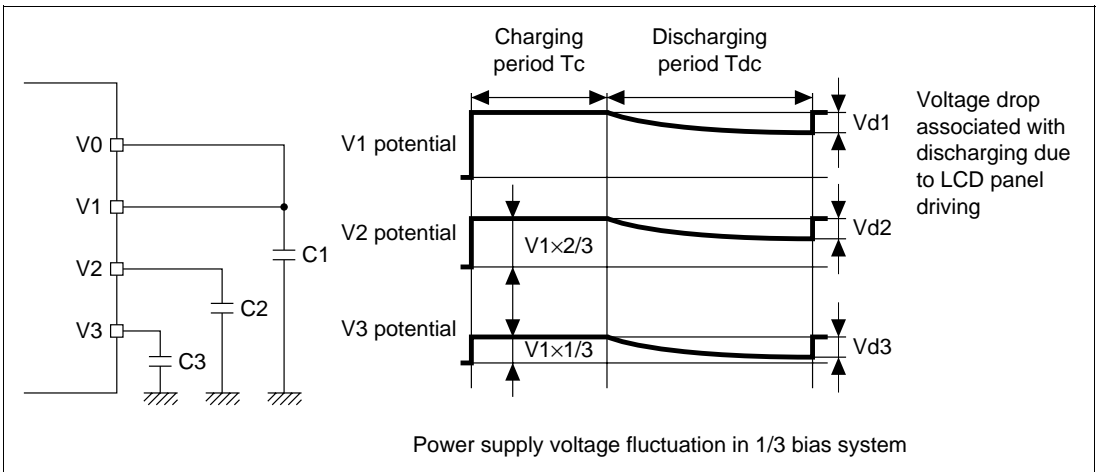 Charging
period Tc
Discharging
period Tdc
V0
V1
V2
V3
C1
C2
C3
V1 potential
Vd1
Voltage drop
associated with
discharging due
to LCD panel
driving
V2 potential
V1×2/3
Vd2
V3 potential
V1×1/3
Vd3
Power supply voltage fluctuation in 1/3 bias system